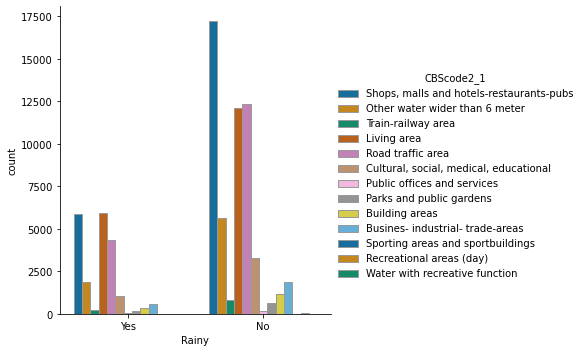 17500
15000
12500
10000
7500
5000
2500
0
count
Yes
No
Rainy
CBScode2_1
Shops, malls and hotels-restaurants-pubs
Other water wider than 6 meter
Train-railway area
Living area
Road traffic area
Cultural, social, medical, educational
Public offices and services
Parks and public gardens
Building areas
Busines- industrial- trade-areas
Sporting areas and sportbuildings
Recreational areas (day)
Water with recreative function